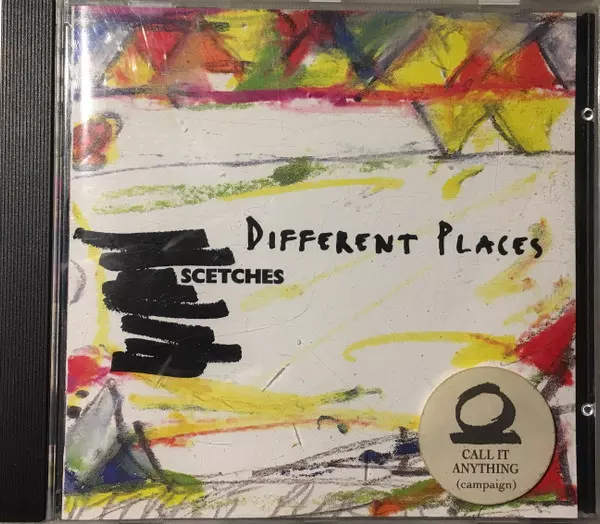 DIFFERENT PLACES
SCETCHES
CALL IT
ANYTHING
(campaign)